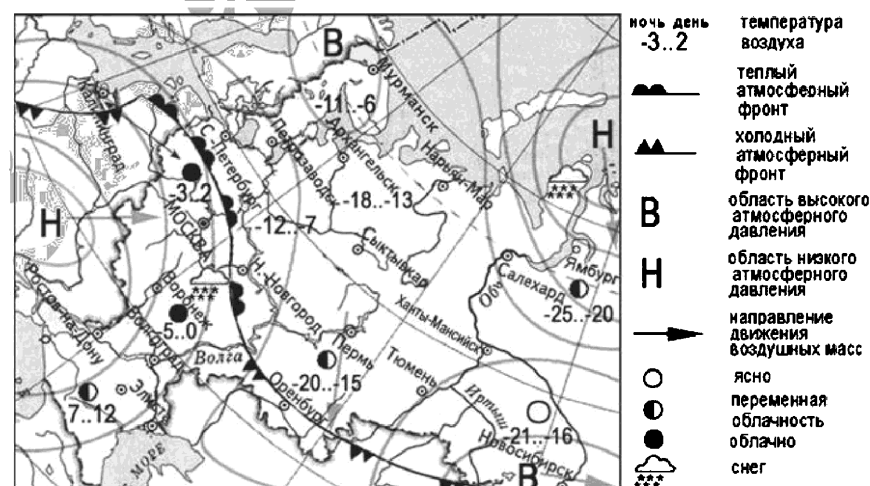 В
Мурманск
-11..-6
Калининград
С-Петербург
Петрозаводск
Архангельск
Нарьян-Мар
Н
-3..2
МОСКВА
-18..-13
-12..-7
Н
Сыктывкар
Ямбург
Салехард
Обь
-25..-20
Ростов-на-Дону
Воронеж
-5..0
Н. Новгород
Ханты-Мансийск
Волгоград
Волга
Пермь
Тюмень
-20..-15
Оренбург
Иртыш
7..12
-21..-16
Новосибирск
В
МОРЕ
ночь день
-3..2
температура
воздуха
теплый
атмосферный
фронт
холодный
атмосферный
фронт
В
область высокого
атмосферного
давления
Н
область низкого
атмосферного
давления
направление
движения
воздушных масс
ясно
переменная
облачность
облачно
снег